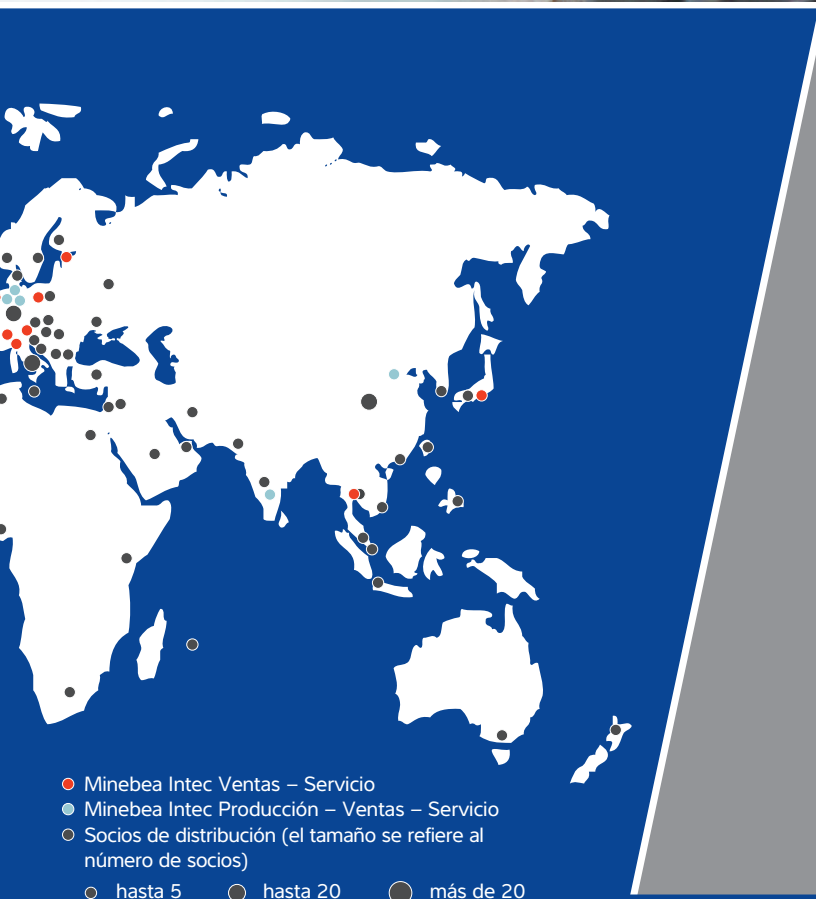 Minebea Intec Ventas – Servicio
Minebea Intec Producción – Ventas – Servicio
Socios de distribución (el tamaño se refiere al
número de socios)
hasta 5 hasta 20 más de 20